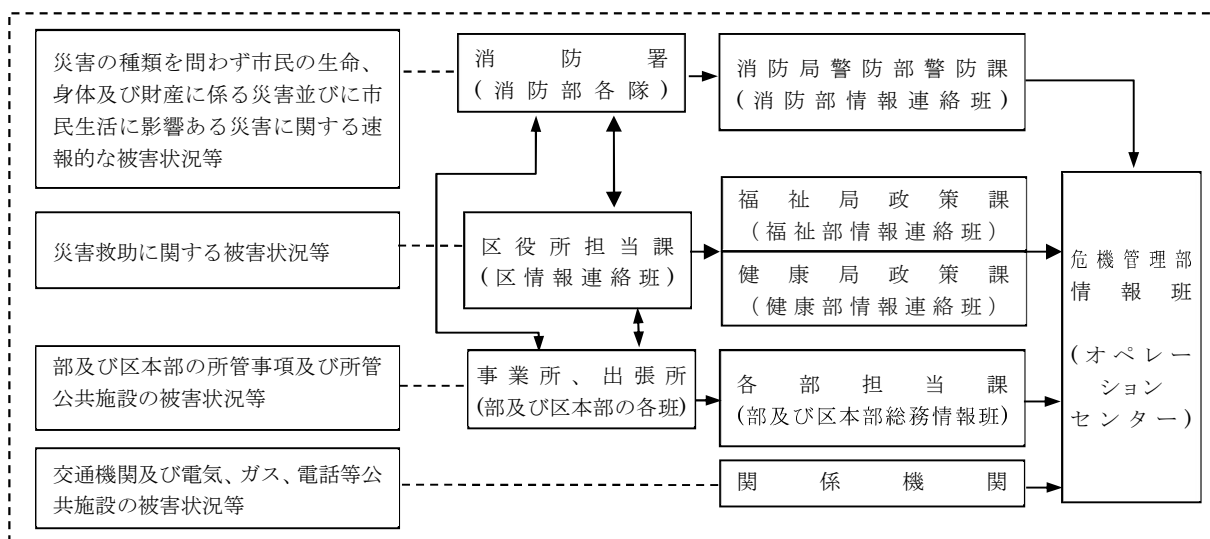 災害の種類を問わず市民の生命、
身体及び財産に係る災害並びに市
民生活に影響ある災害に関する速
報的な被害状況等
消防署
(消防部各隊)
消防局警防部警防課
(消防部情報連絡班)
災害救助に関する被害状況等
区役所担当課
(区情報連絡班)
福祉局政策課
(福祉部情報連絡班)
健康局政策課
(健康部情報連絡班)
危機管理部
情報班
(オペレー
ション
センター)
部及び区本部の所管事項及び所管
公共施設の被害状況等
事業所、出張所
(部及び区本部の各班)
各部担当課
(部及び区本部総務情報班)
交通機関及び電気、ガス、電話等公
共施設の被害状況等
関係機関